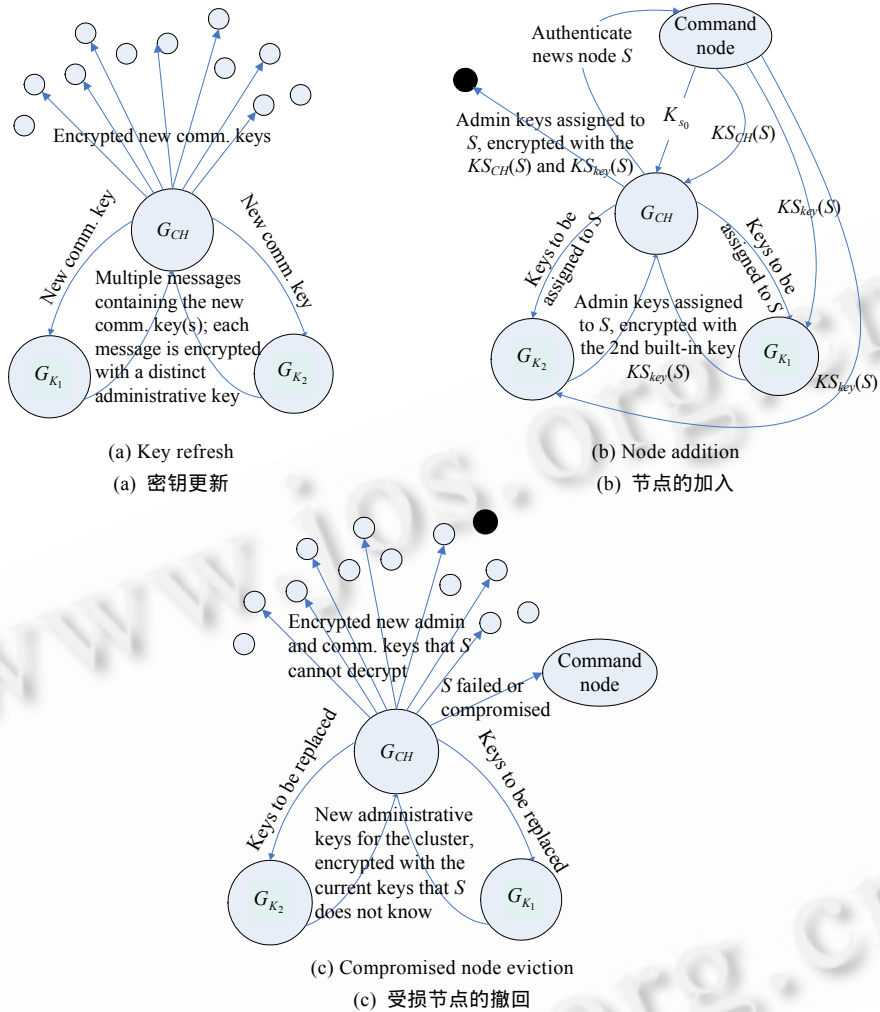 Encrypted new comm. keys
G_CH
New comm. key
New comm. key
Multiple messages
containing the new
comm. key(s); each
message is encrypted
with a distinct
administrative key
G_K1
G_K2
(a) Key refresh
(a) 密钥更新
Command
node
Authenticate
news node S
K_s0
KS_CH(S)
Admin keys assigned to
S, encrypted with the
KS_CH(S) and KS_key(S)
KS_key(S)
G_CH
Keys to be
assigned to S
Keys to be
assigned to S
Admin keys assigned
to S, encrypted with
the 2nd built-in key
KS_key(S)
G_K2
G_K1
KS_key(S)
(b) Node addition
(b) 节点的加入
Encrypted new admin
and comm. keys that S
cannot decrypt
Command
node
S failed or
compromised
G_CH
Keys to be replaced
Keys to be replaced
New administrative
keys for the cluster,
encrypted with the
current keys that S
does not know
G_K2
G_K1
(c) Compromised node eviction
(c) 受损节点的撤回
www.jos.org.cn